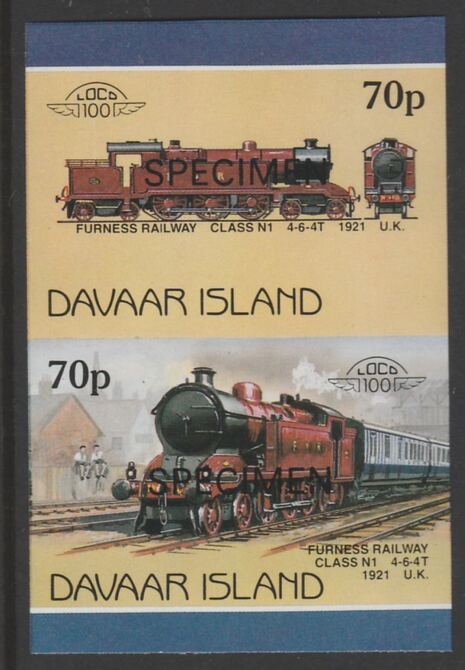 LOCO
100
70p
SPECIMEN
FURNESS RAILWAY CLASS N1 4-6-4T 1921 U.K.
DAVAAR ISLAND
70p
LOCO
100
SPECIMEN
FURNESS RAILWAY
CLASS N1 4-6-4T
1921 U.K.
DAVAAR ISLAND